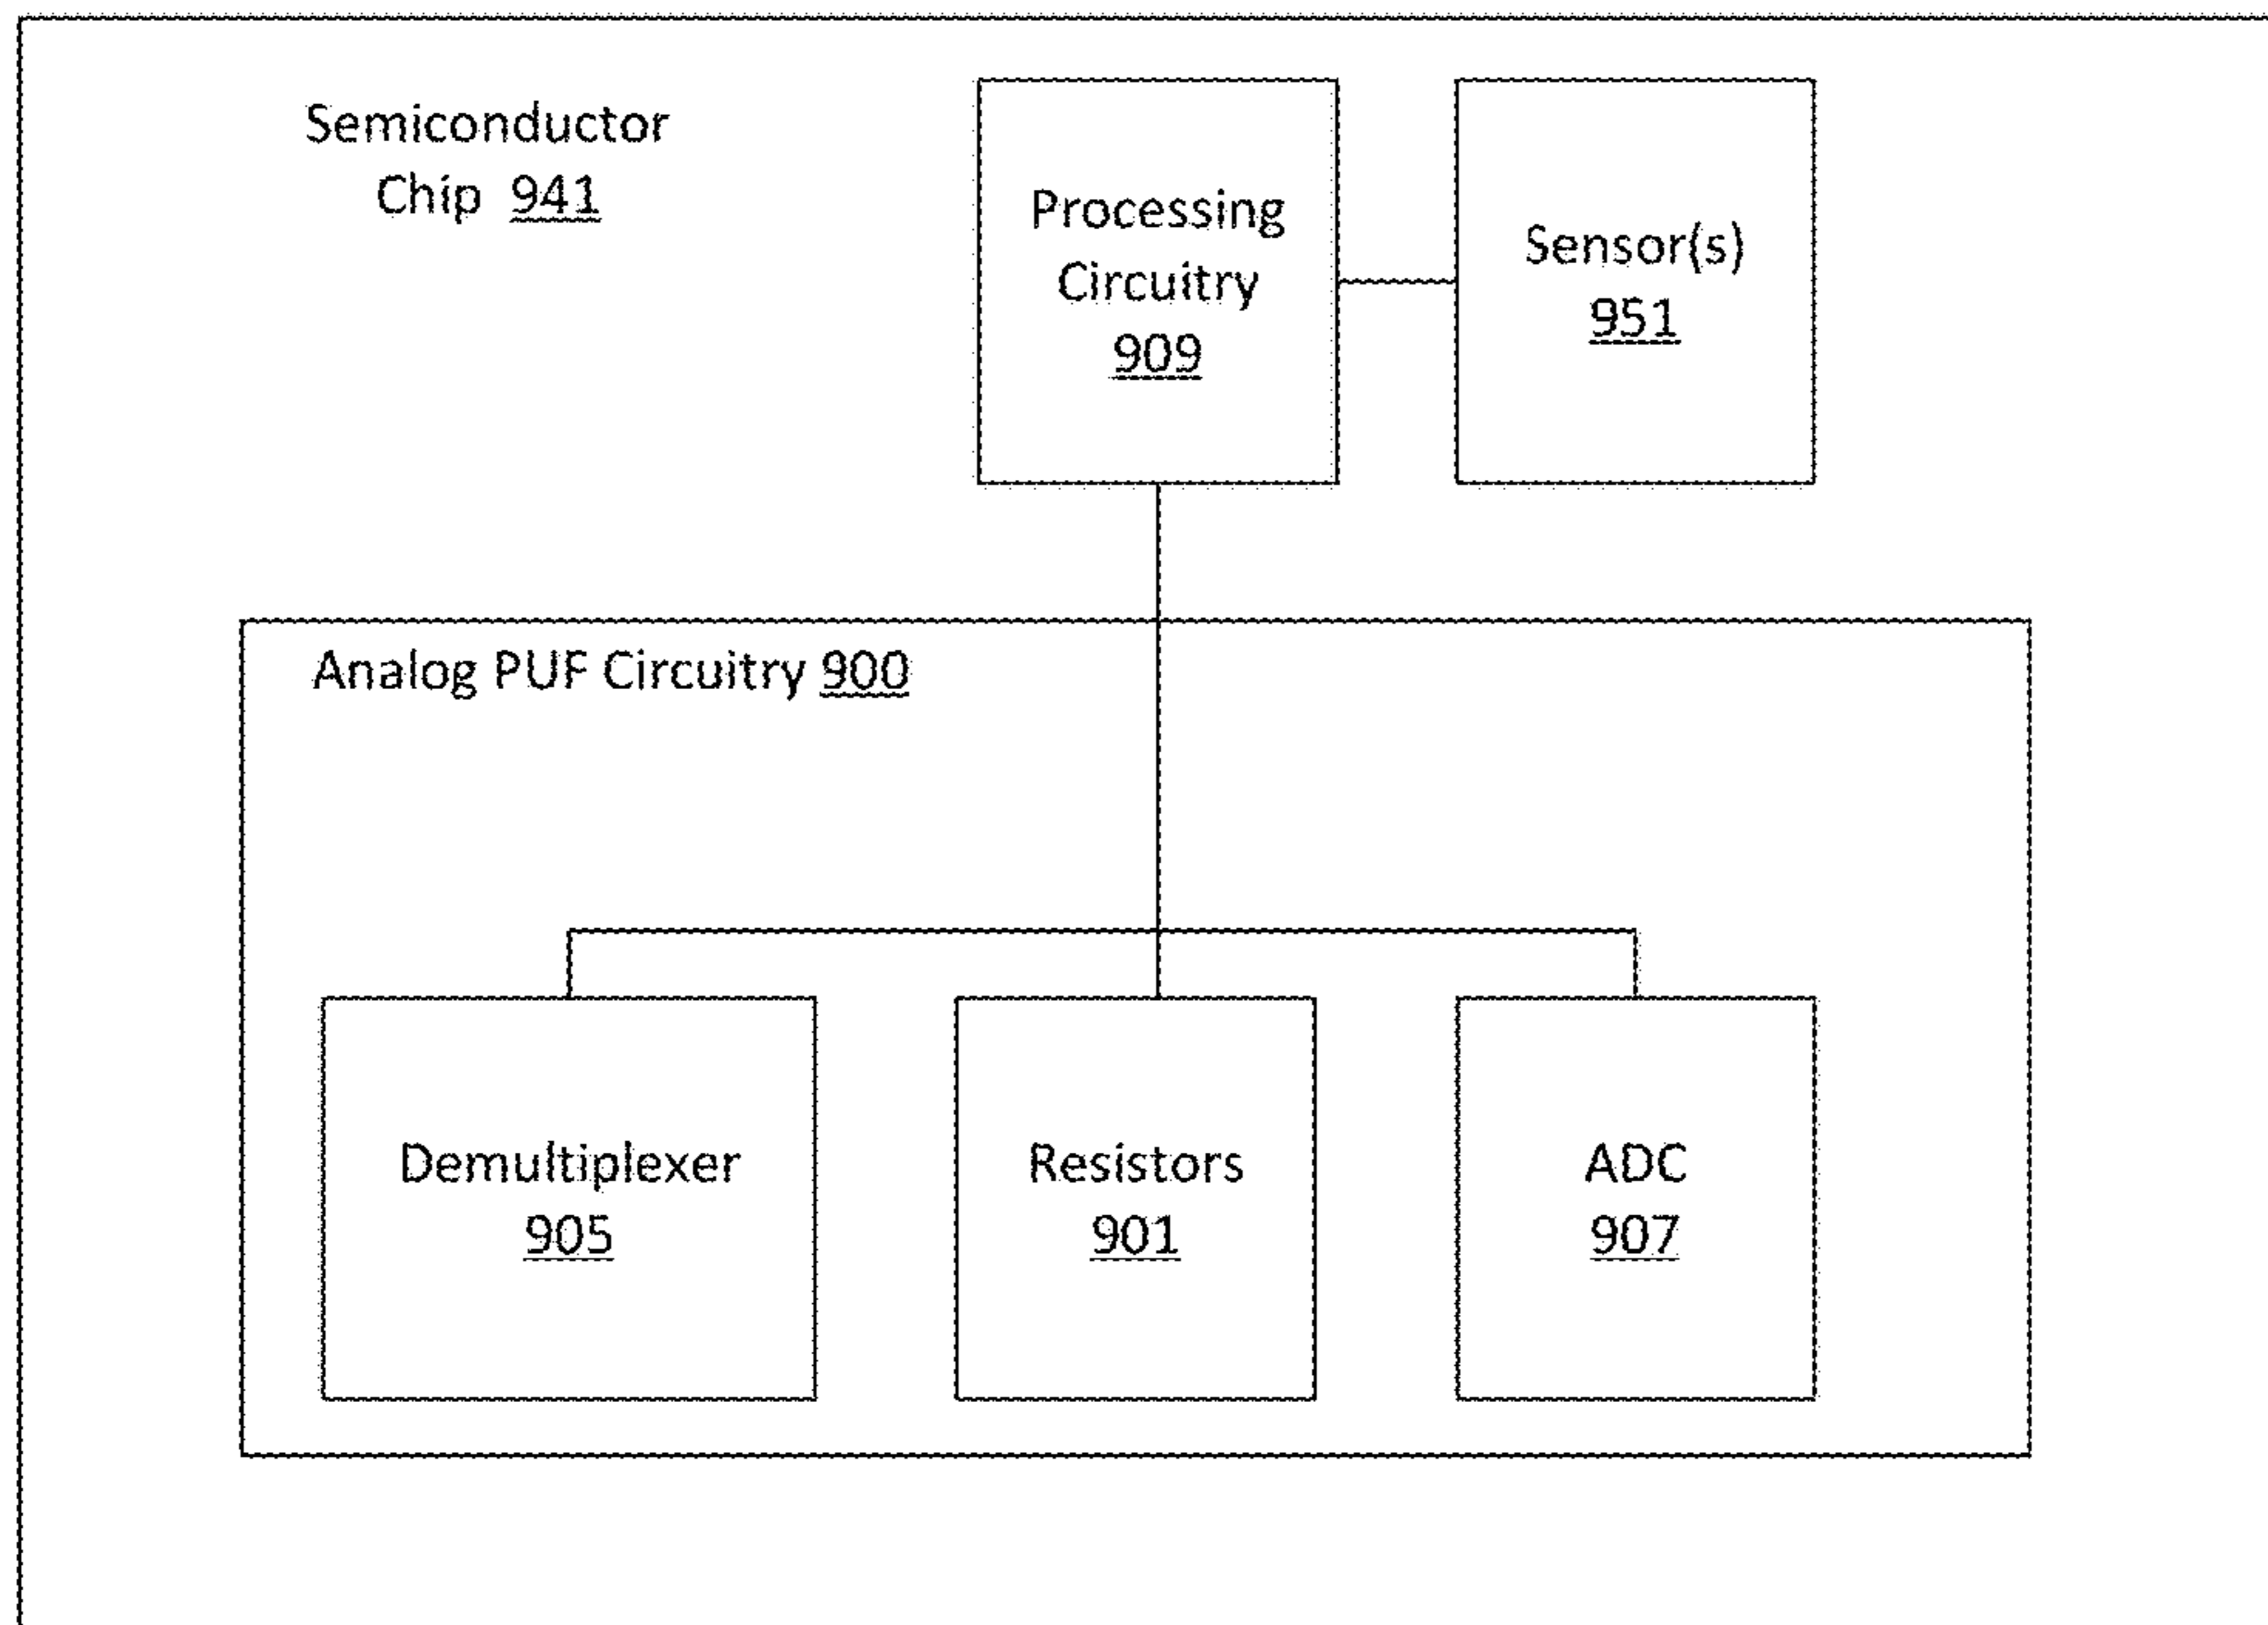 Semiconductor
Chip 941
Processing
Circuitry
909
Sensor(s)
951
Analog PUF Circuitry 900
Demultiplexer
905
Resistors
901
ADC
907